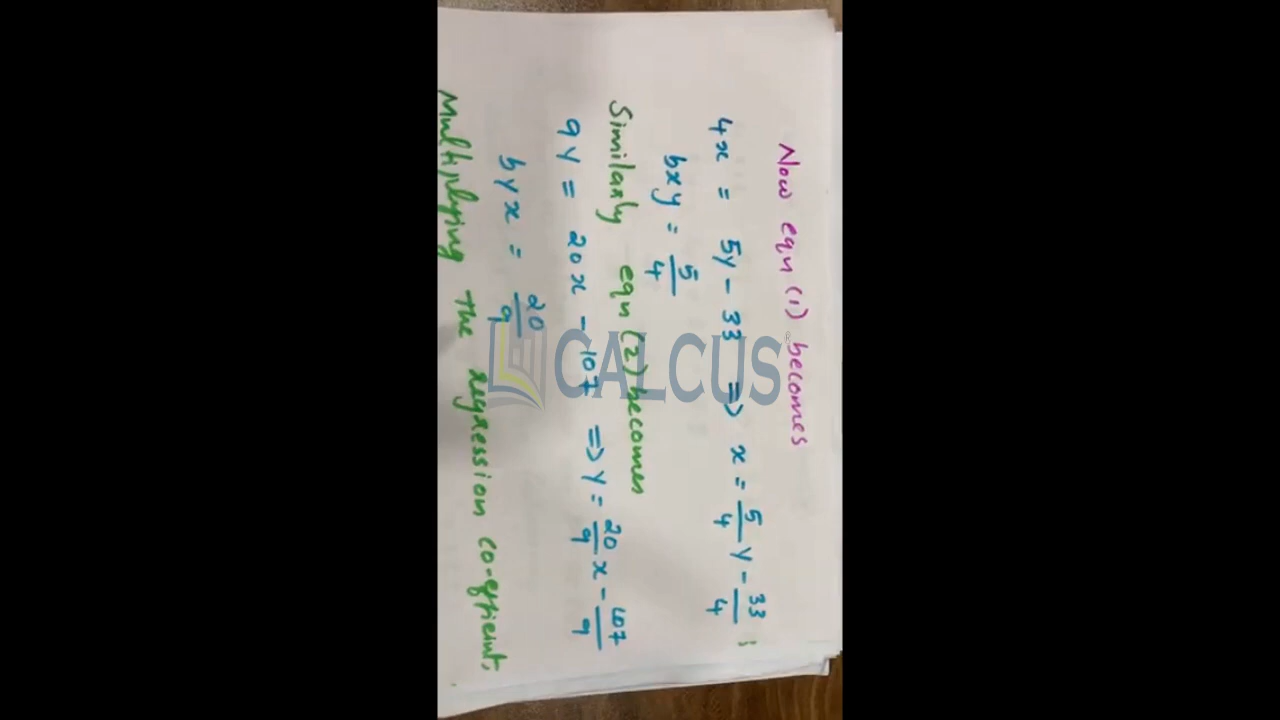 Now eqn (1) becomes
4x = 5y - 33 => x = 5/4 y - 33/4 ;
bxy = 5/4
Similarly eqn (2) becomes
9y = 20x - 107 => y = 20/9 x - 107/9
byx = 20/9
Multiplying the regression co-efficient,
CALCUS